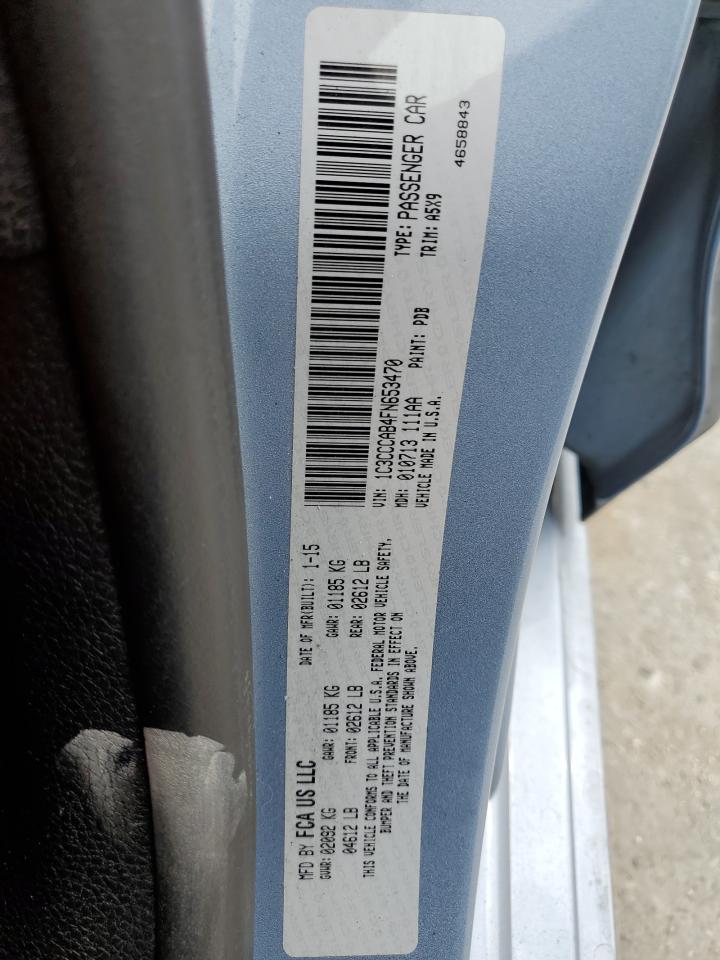 MFD BY FCA US LLC
DATE OF MFR(BUILT): 1-15
GVWR: 02092 KG
GAWR: 01185 KG
GAWR: 01185 KG
04612 LB
FRONT: 02612 LB
REAR: 02612 LB
THIS VEHICLE CONFORMS TO ALL APPLICABLE U.S.A. FEDERAL MOTOR VEHICLE SAFETY,
BUMPER AND THEFT PREVENTION STANDARDS IN EFFECT ON
THE DATE OF MANUFACTURE SHOWN ABOVE.
VIN: 1C3CCCAB4FN653470
TYPE: PASSENGER CAR
MDH: 010713 111AA
PAINT: PDB
TRIM: A5X9
VEHICLE MADE IN U.S.A.
4658843